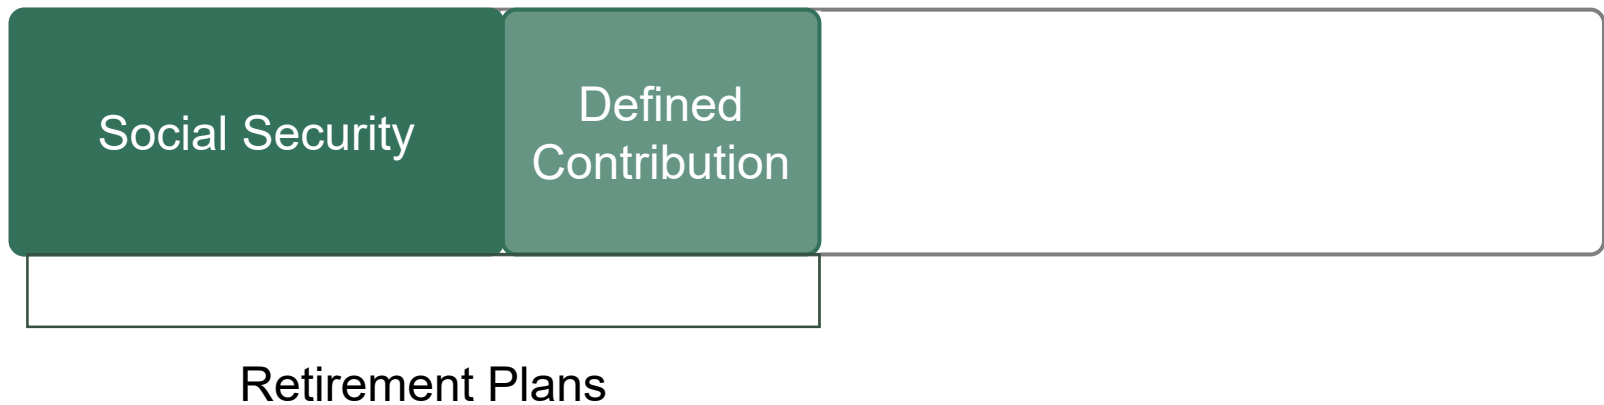 Social Security
Defined
Contribution
Retirement Plans